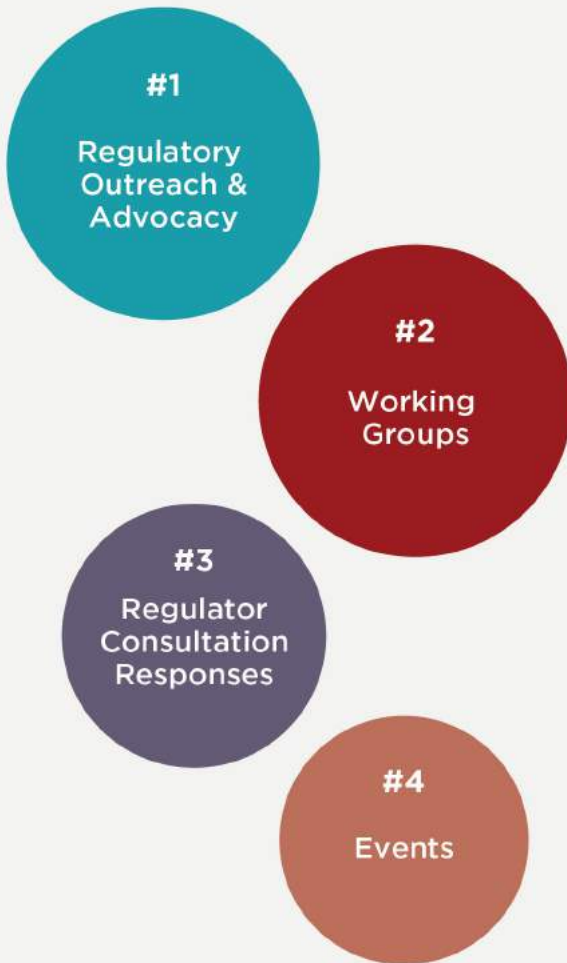 #1
Regulatory
Outreach &
Advocacy
#2
Working
Groups
#3
Regulator
Consultation
Responses
#4
Events